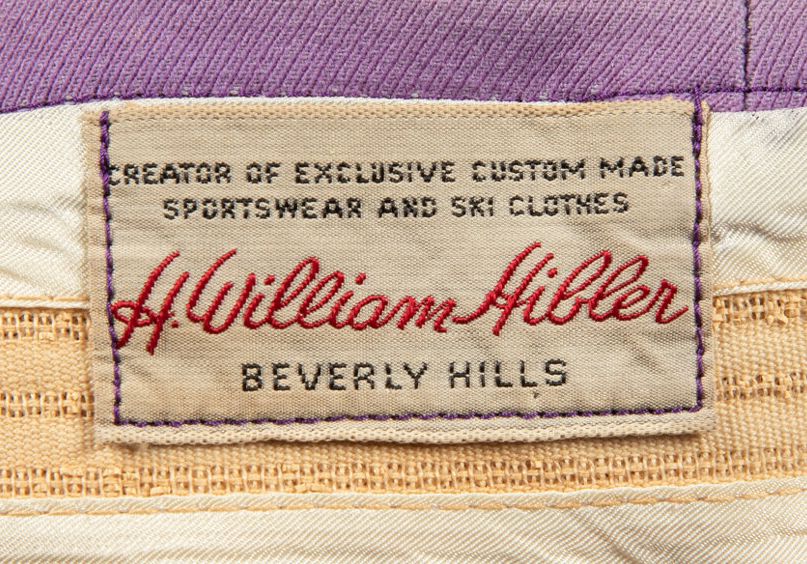 CREATOR OF EXCLUSIVE CUSTOM MADE
SPORTSWEAR AND SKI CLOTHES
H. William Hibler
BEVERLY HILLS